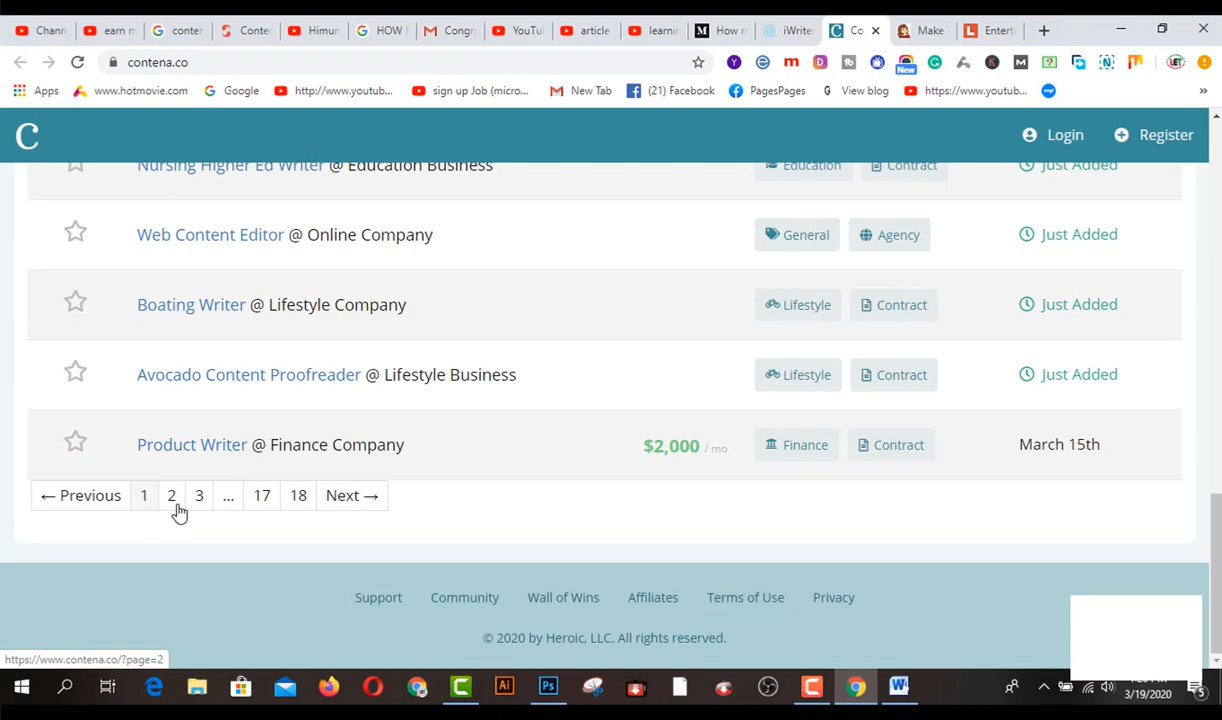 Chann
earn m
conten
Conter
Himun
HOW I
Congr
YouTu
article
learnin
How m
iWriter
Co
Make
Entert
contena.co
New
Apps
www.hotmovie.com
Google
http://www.youtub...
sign up Job (micro...
New Tab
(21) Facebook
PagesPages
View blog
https://www.youtub...
Login
Register
Nursing Higher Ed Writer @ Education Business
Education
Contract
Just Added
Web Content Editor @ Online Company
General
Agency
Just Added
Boating Writer @ Lifestyle Company
Lifestyle
Contract
Just Added
Avocado Content Proofreader @ Lifestyle Business
Lifestyle
Contract
Just Added
Product Writer @ Finance Company
$2,000 / mo
Finance
Contract
March 15th
← Previous 1 2 3 ... 17 18 Next →
Support
Community
Wall of Wins
Affiliates
Terms of Use
Privacy
© 2020 by Heroic, LLC. All rights reserved.
https://www.contena.co/?page=2
3/19/2020
5